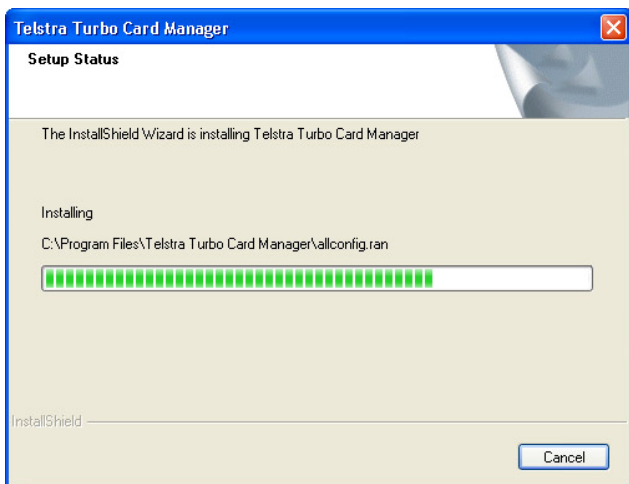 Telstra Turbo Card Manager
Setup Status
The InstallShield Wizard is installing Telstra Turbo Card Manager
Installing
C:\Program Files\Telstra Turbo Card Manager\allconfig.ran
InstallShield
Cancel